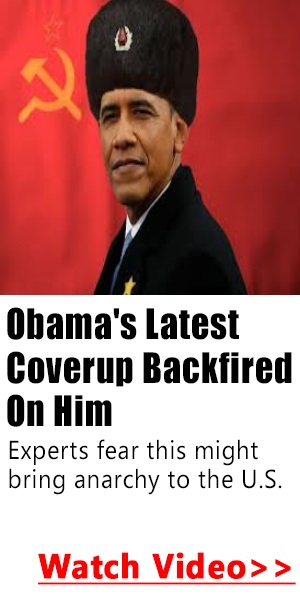 Obama's Latest
Coverup Backfired
On Him
Experts fear this might
bring anarchy to the U.S.
Watch Video>>